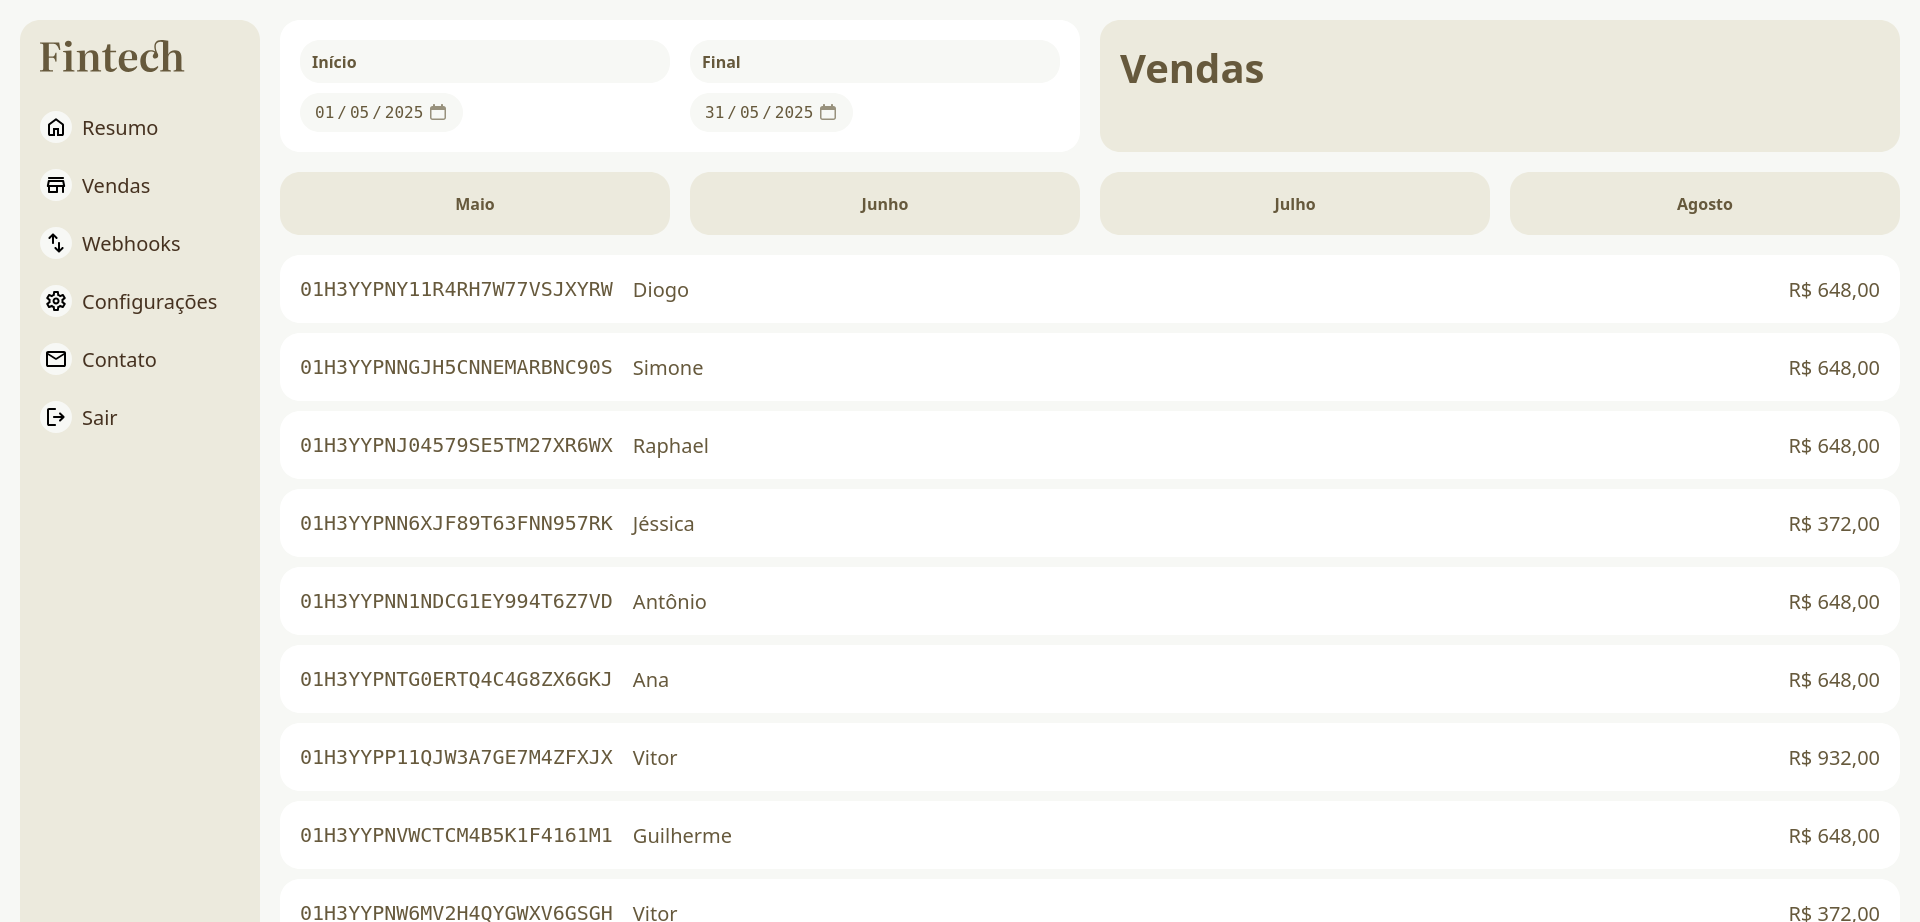 Fintech
Resumo
Vendas
Webhooks
Configurações
Contato
Sair
Início
01/05/2025
Final
31/05/2025
Vendas
Maio
Junho
Julho
Agosto
01H3YYPNY11R4RH7W77VSJXYRW Diogo R$ 648,00
01H3YYPNNGJH5CNNEMARBNC90S Simone R$ 648,00
01H3YYPNJ04579SE5TM27XR6WX Raphael R$ 648,00
01H3YYPNN6XJF89T63FNN957RK Jéssica R$ 372,00
01H3YYPNN1NDCG1EY994T6Z7VD Antônio R$ 648,00
01H3YYPNTG0ERTQ4C4G8ZX6GKJ Ana R$ 648,00
01H3YYPP11QJW3A7GE7M4ZFXJX Vitor R$ 932,00
01H3YYPNVWCTCM4B5K1F4161M1 Guilherme R$ 648,00
01H3YYPNW6MV2H4QYGWXV6GSGH Vitor R$ 372,00